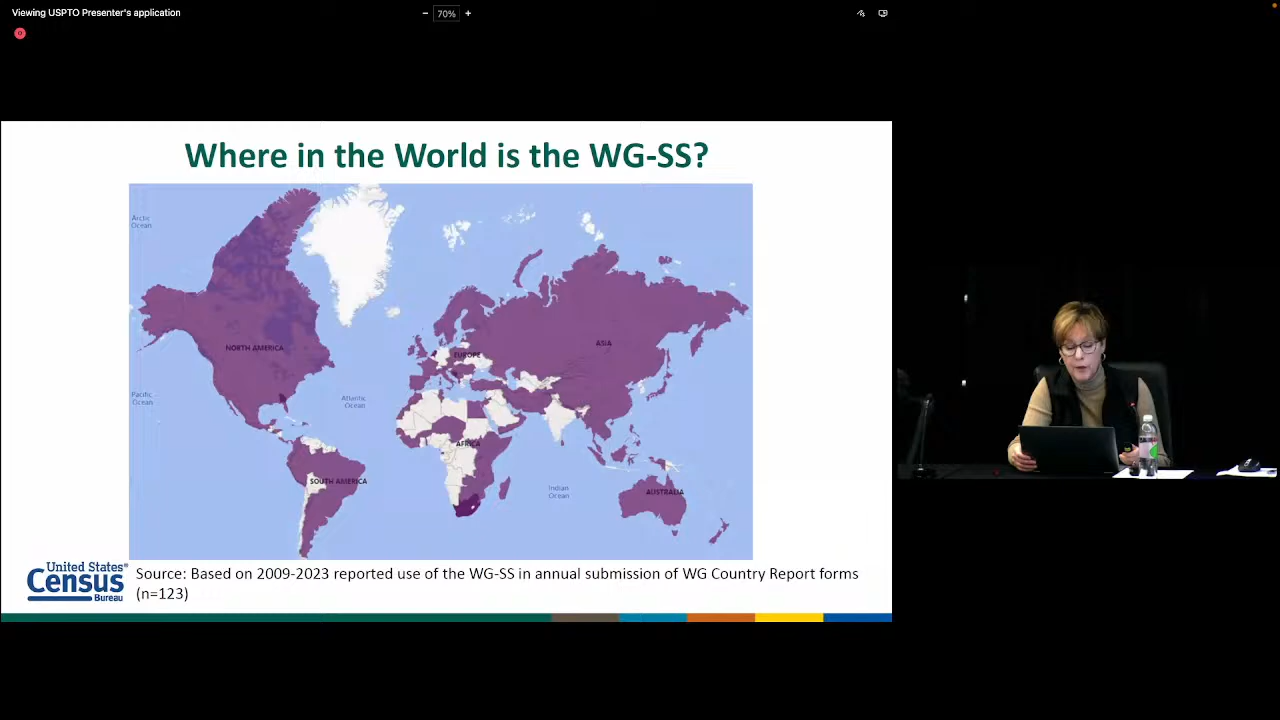 Viewing USPTO Presenter's application
− 70% +
Where in the World is the WG-SS?
Arctic
Ocean
NORTH AMERICA
EUROPE
ASIA
Pacific
Ocean
Atlantic
Ocean
AFRICA
SOUTH AMERICA
Indian
Ocean
AUSTRALIA
United States®
Census
Bureau
Source: Based on 2009-2023 reported use of the WG-SS in annual submission of WG Country Report forms
(n=123)